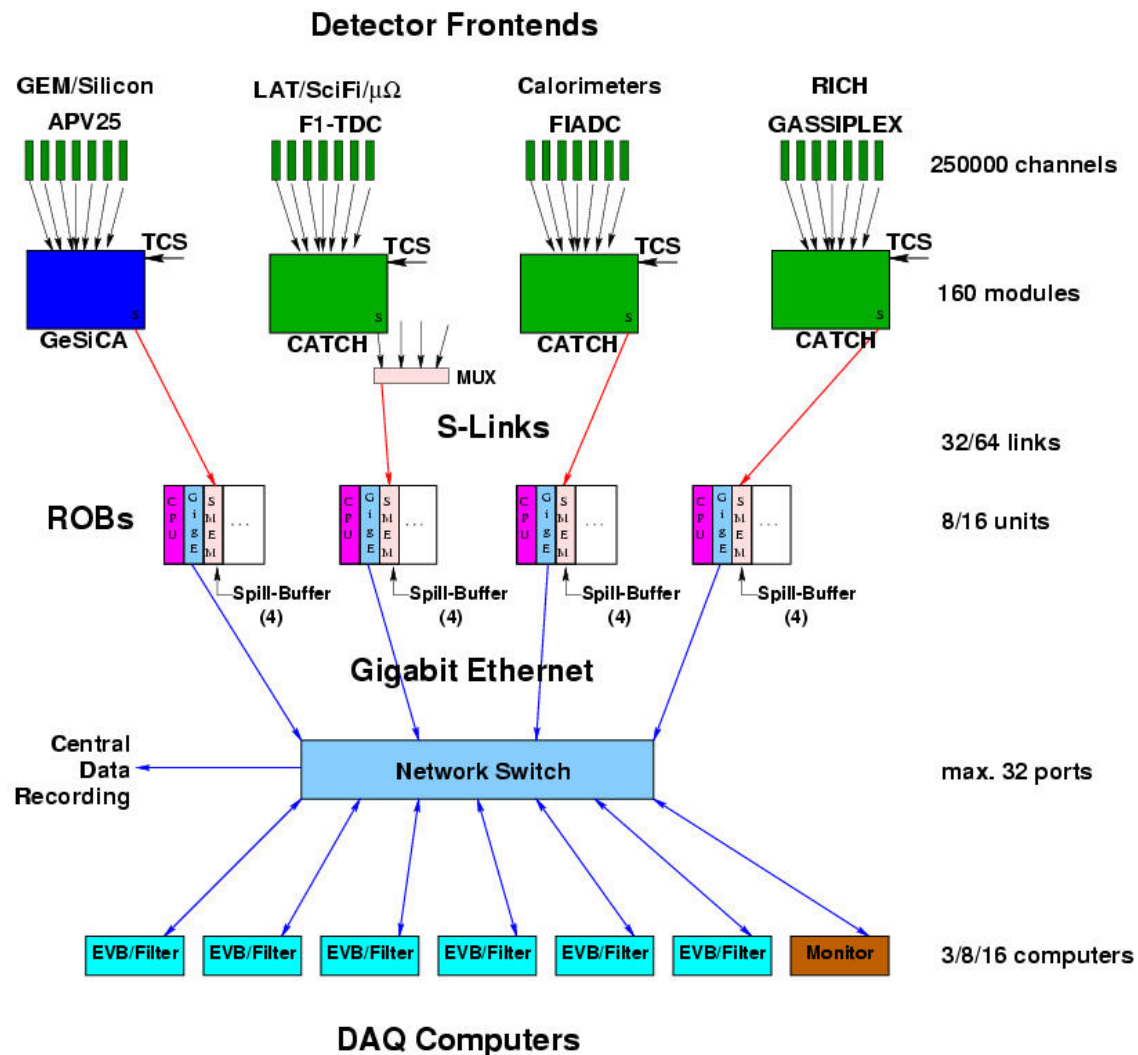 Detector Frontends
GEM/Silicon
LAT/SciFi/μΩ
Calorimeters
RICH
APV25
F1-TDC
FIADC
GASSIPLEX
250000 channels
TCS
TCS
TCS
TCS
S
S
S
S
160 modules
GeSiCA
CATCH
CATCH
CATCH
MUX
S-Links
32/64 links
ROBs
CPU
GigE
SMEM
...
CPU
GigE
SMEM
...
CPU
GigE
SMEM
...
CPU
GigE
SMEM
...
8/16 units
Spill-Buffer
(4)
Spill-Buffer
(4)
Spill-Buffer
(4)
Spill-Buffer
(4)
Gigabit Ethernet
Central
Data
Recording
Network Switch
max. 32 ports
EVB/Filter
EVB/Filter
EVB/Filter
EVB/Filter
EVB/Filter
EVB/Filter
Monitor
3/8/16 computers
DAQ Computers